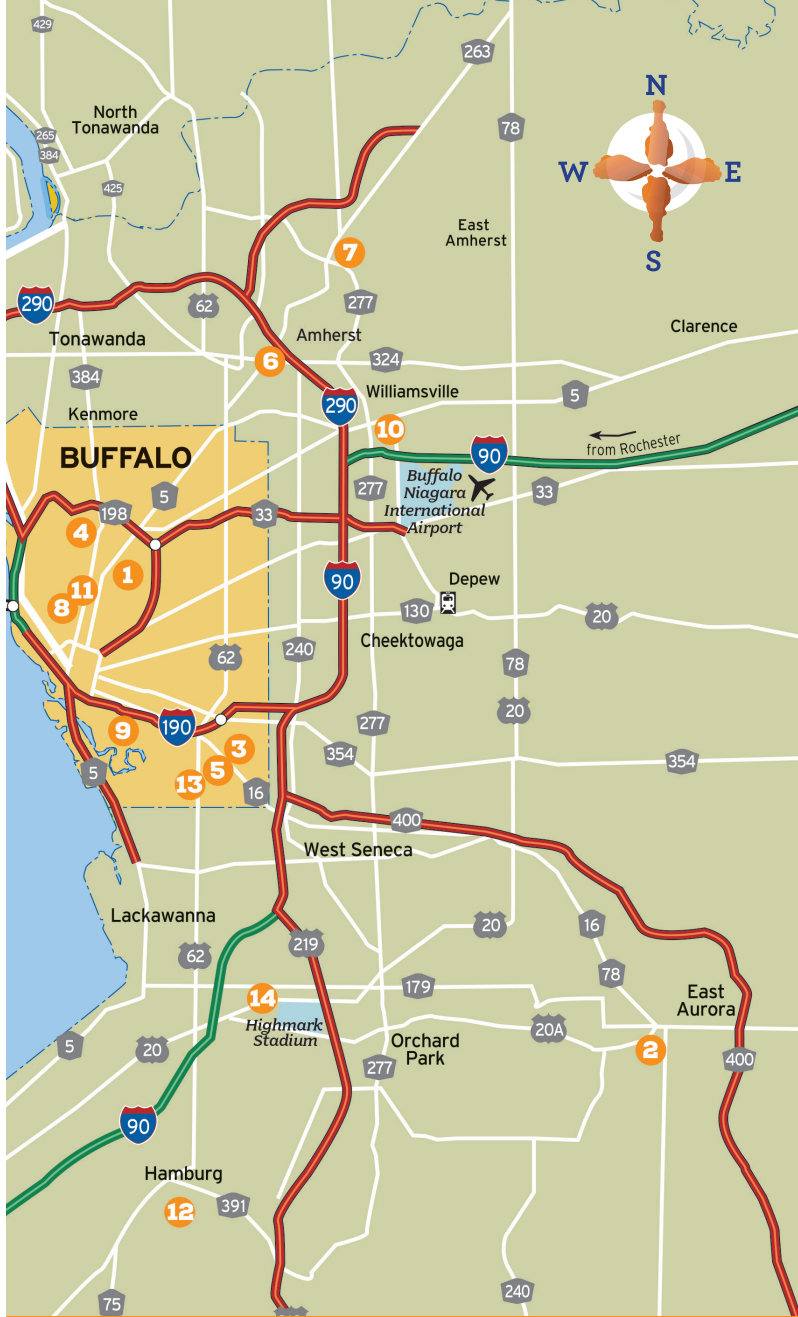 429
263
N
North
Tonawanda
78
265
384
W
E
425
East
Amherst
7
S
290
62
277
Tonawanda
Amherst
Clarence
6
324
384
Williamsville
5
290
Kenmore
10
from Rochester
BUFFALO
90
Buffalo
Niagara
International
Airport
277
5
33
198
33
4
1
90
Depew
11
8
130
20
Cheektowaga
62
240
78
20
9
190
277
3
354
354
5
5
13
16
400
West Seneca
Lackawanna
20
16
62
219
78
179
East
Aurora
14
Highmark
Stadium
20A
5
20
Orchard
Park
2
277
400
90
Hamburg
12
391
75
240